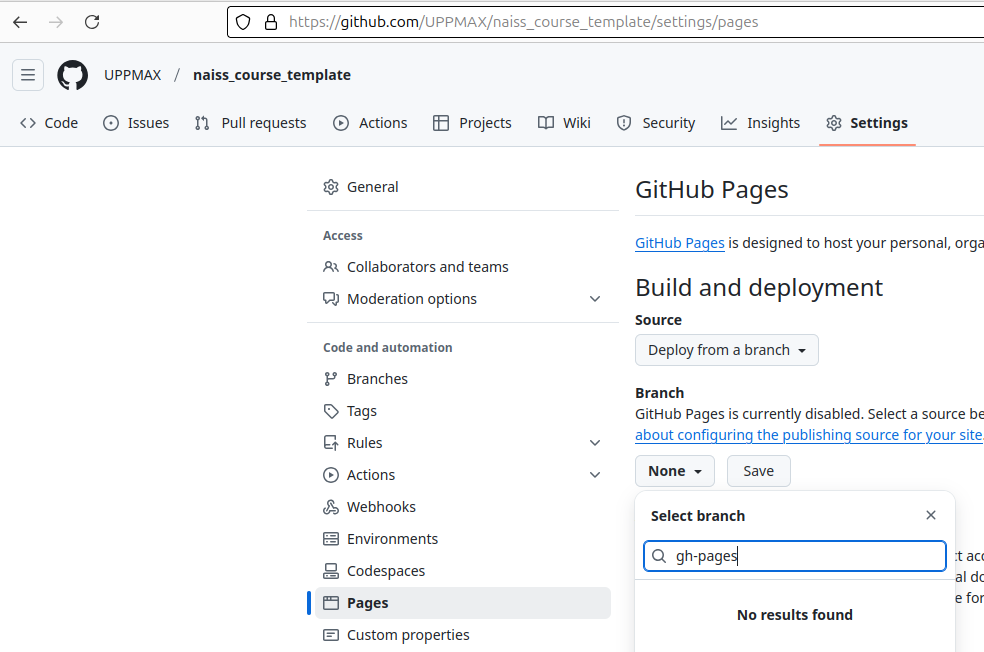 https://github.com/UPPMAX/naiss_course_template/settings/pages
UPPMAX / naiss_course_template
Code Issues Pull requests Actions Projects Wiki Security Insights Settings
General
Access
Collaborators and teams
Moderation options
Code and automation
Branches
Tags
Rules
Actions
Webhooks
Environments
Codespaces
Pages
Custom properties
GitHub Pages
GitHub Pages is designed to host your personal, orga
Build and deployment
Source
Deploy from a branch
Branch
GitHub Pages is currently disabled. Select a source be
about configuring the publishing source for your site.
None Save
Select branch
gh-pages
t acc
al do
e for
No results found